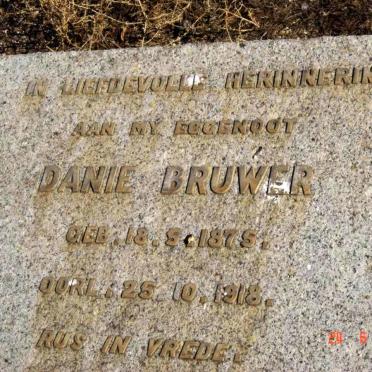 IN LIEFDEVOLLE HERINNERIN
AAN MY EGGENOOT
DANIE BRUWER
GEB. 18. 9. 1875.
OORL. 25. 10. 1918.
RUS IN VREDE.